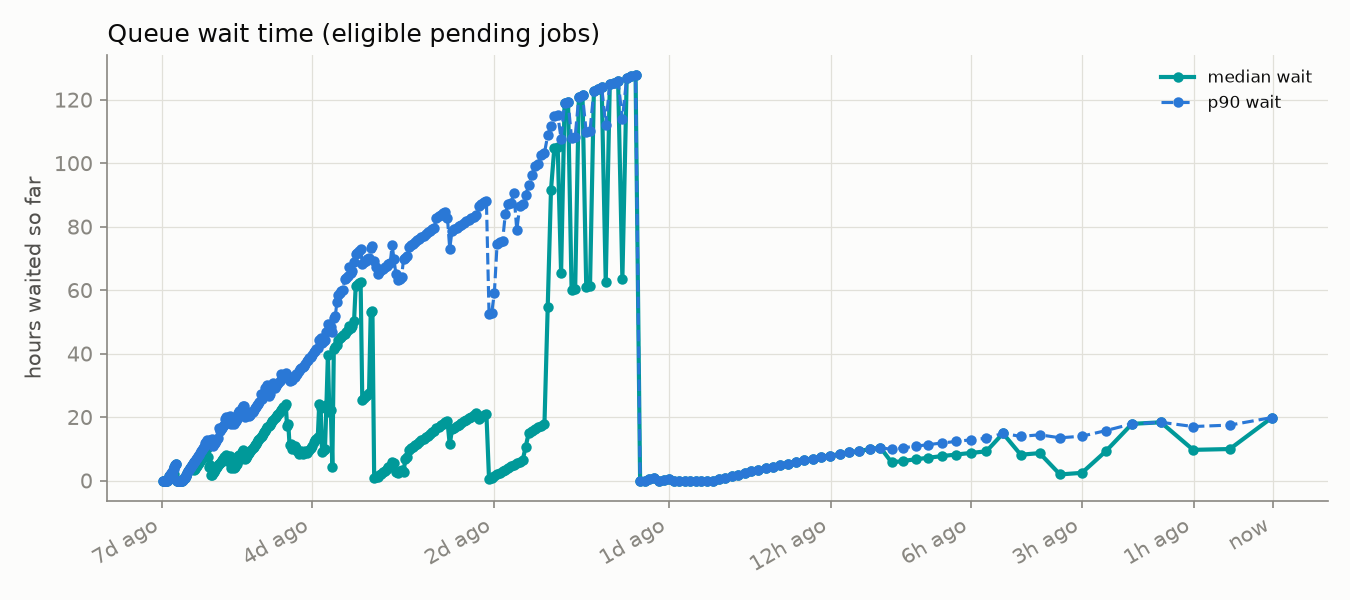 Queue wait time (eligible pending jobs)
median wait
p90 wait
hours waited so far
120
100
80
60
40
20
0
7d ago
4d ago
2d ago
1d ago
12h ago
6h ago
3h ago
1h ago
now